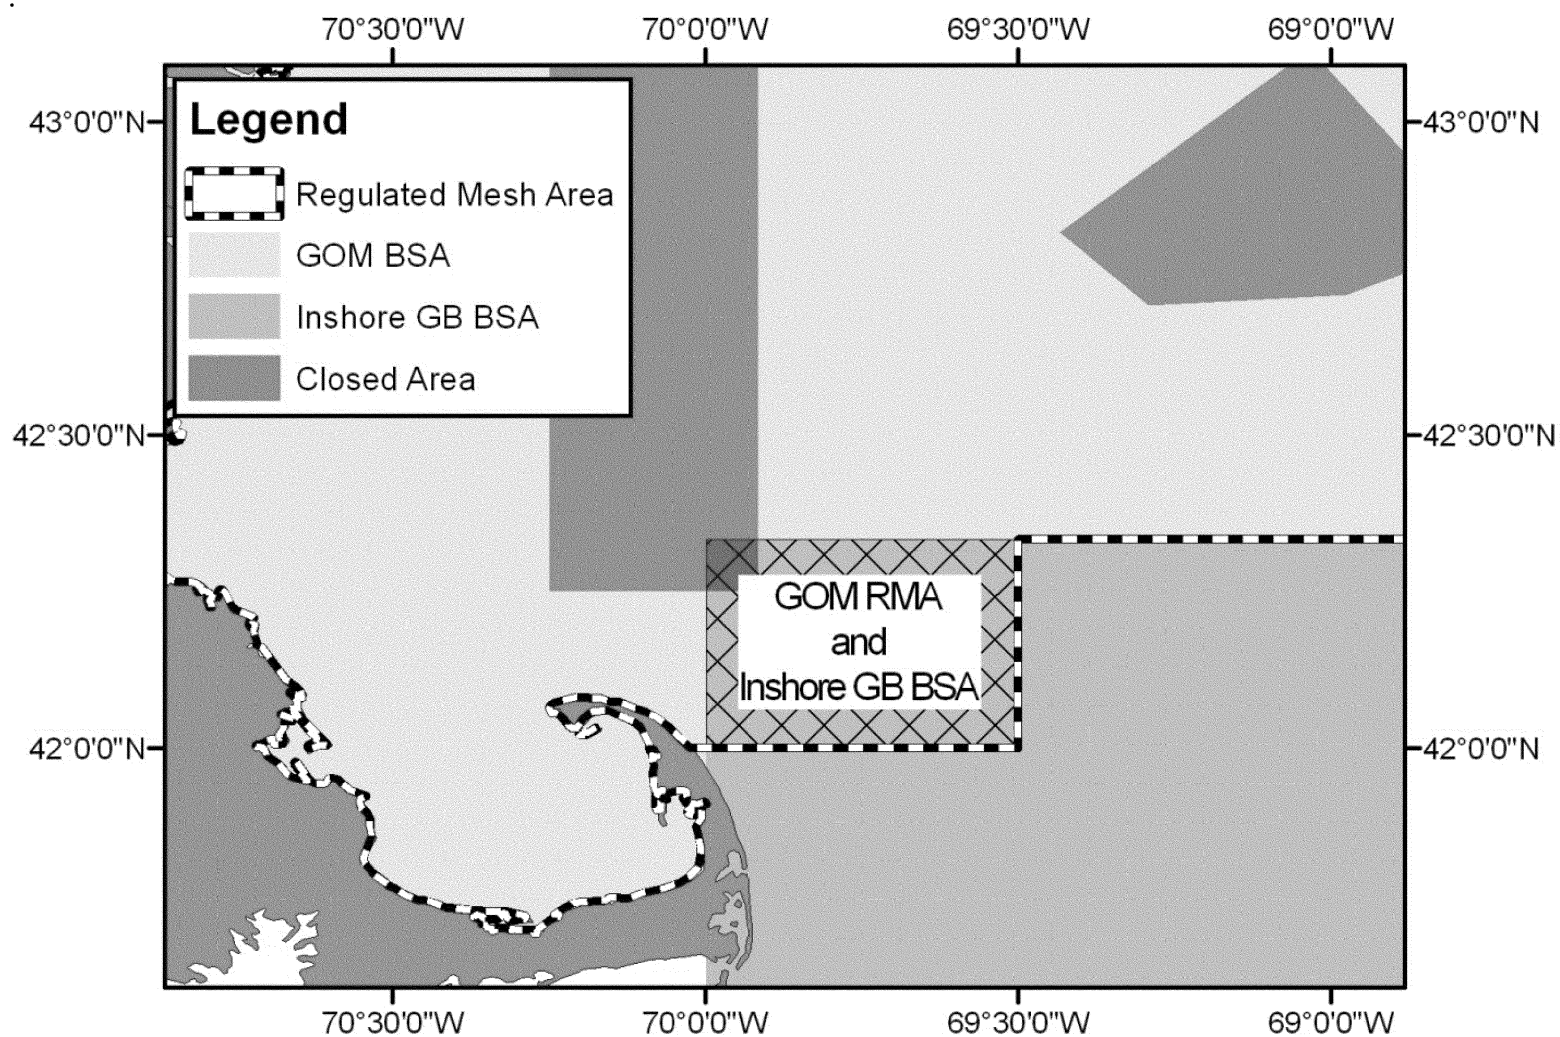 70°30'0"W 70°0'0"W 69°30'0"W 69°0'0"W
43°0'0"N 43°0'0"N
Legend
Regulated Mesh Area
GOM BSA
Inshore GB BSA
Closed Area
42°30'0"N 42°30'0"N
GOM RMA
and
Inshore GB BSA
42°0'0"N 42°0'0"N
70°30'0"W 70°0'0"W 69°30'0"W 69°0'0"W